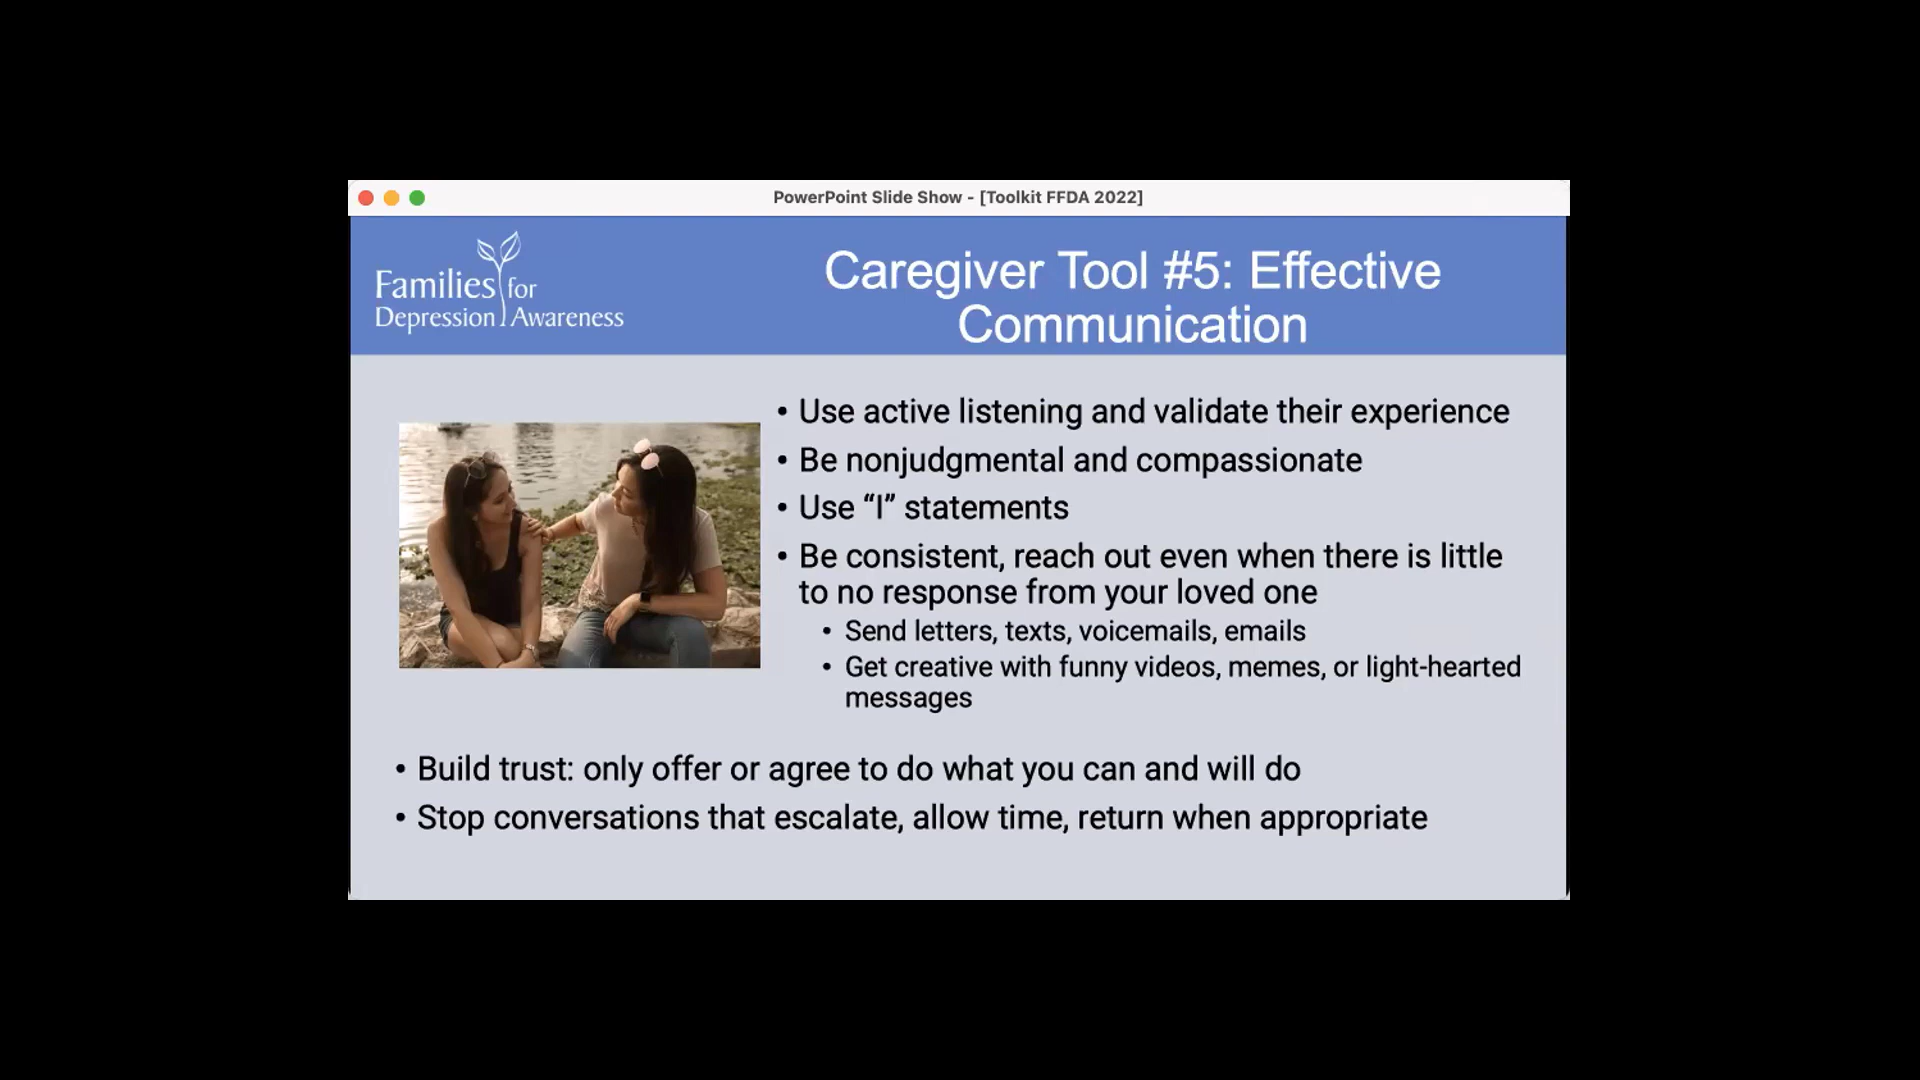 PowerPoint Slide Show - [Toolkit FFDA 2022]
Families for
Depression Awareness
Caregiver Tool #5: Effective
Communication
• Use active listening and validate their experience
• Be nonjudgmental and compassionate
• Use “I” statements
• Be consistent, reach out even when there is little
to no response from your loved one
• Send letters, texts, voicemails, emails
• Get creative with funny videos, memes, or light-hearted
messages
• Build trust: only offer or agree to do what you can and will do
• Stop conversations that escalate, allow time, return when appropriate